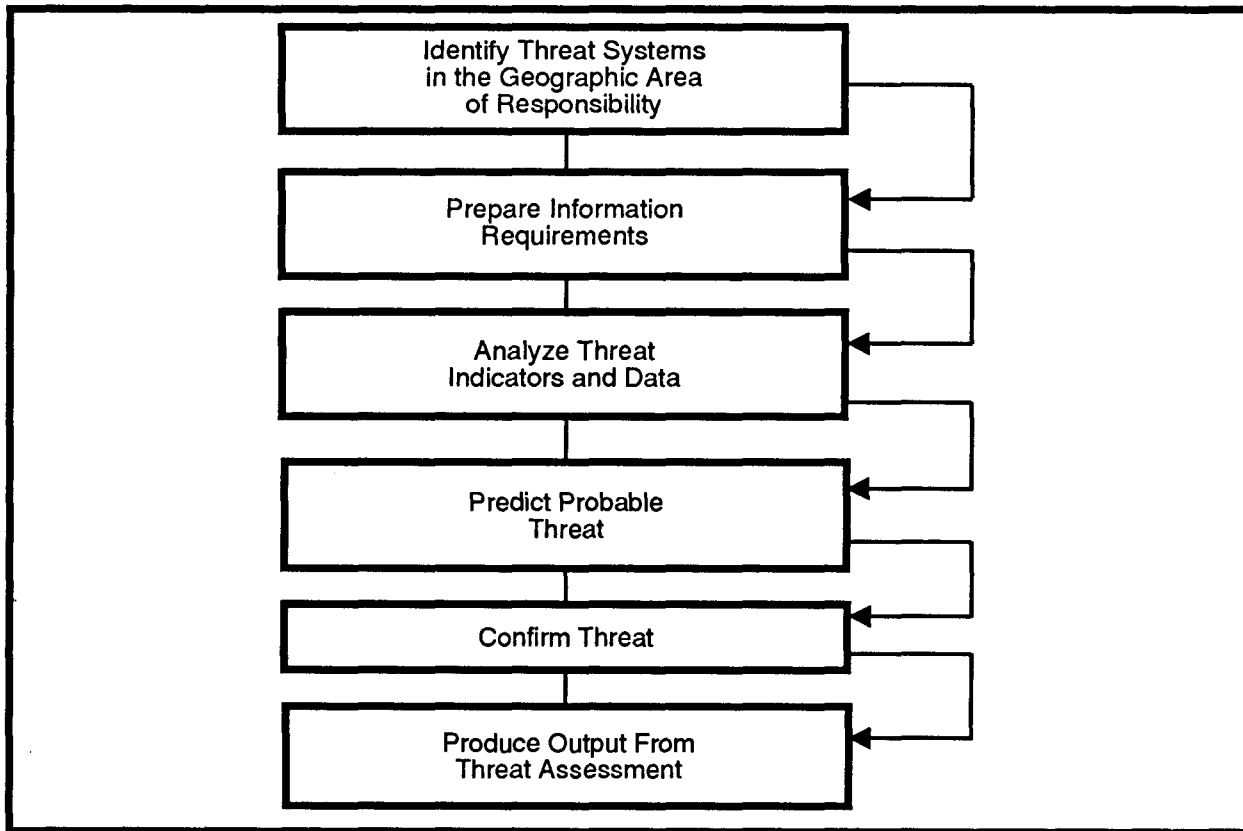 Identify Threat Systems
in the Geographic Area
of Responsibility
Prepare Information
Requirements
Analyze Threat
Indicators and Data
Predict Probable
Threat
Confirm Threat
Produce Output From
Threat Assessment